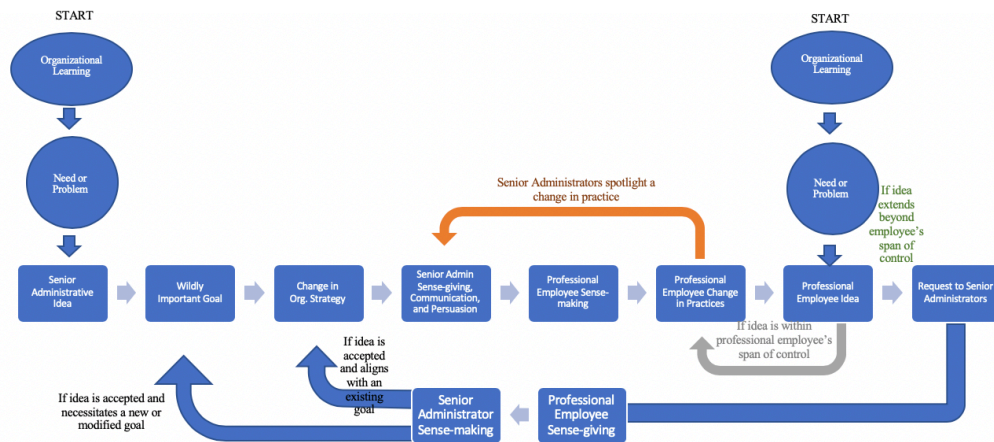 START
START
Organizational
Learning
Organizational
Learning
Need or
Problem
Need or
Problem
If idea
extends
beyond
employee's
span of
control
Senior Administrators spotlight a
change in practice
Senior
Administrative Idea
Wildly
Important Goal
Change in
Org. Strategy
Senior Admin
Sense-giving,
Communication,
and Persuasion
Professional
Employee Sense-
making
Professional
Employee Change
in Practices
Professional
Employee Idea
Request to Senior
Administrators
If idea is within
professional employee's
span of control
If idea is
accepted
and aligns
with an
existing
goal
If idea is accepted and
necessitates a new or
modified goal
Senior
Administrator
Sense-making
Professional
Employee
Sense-giving